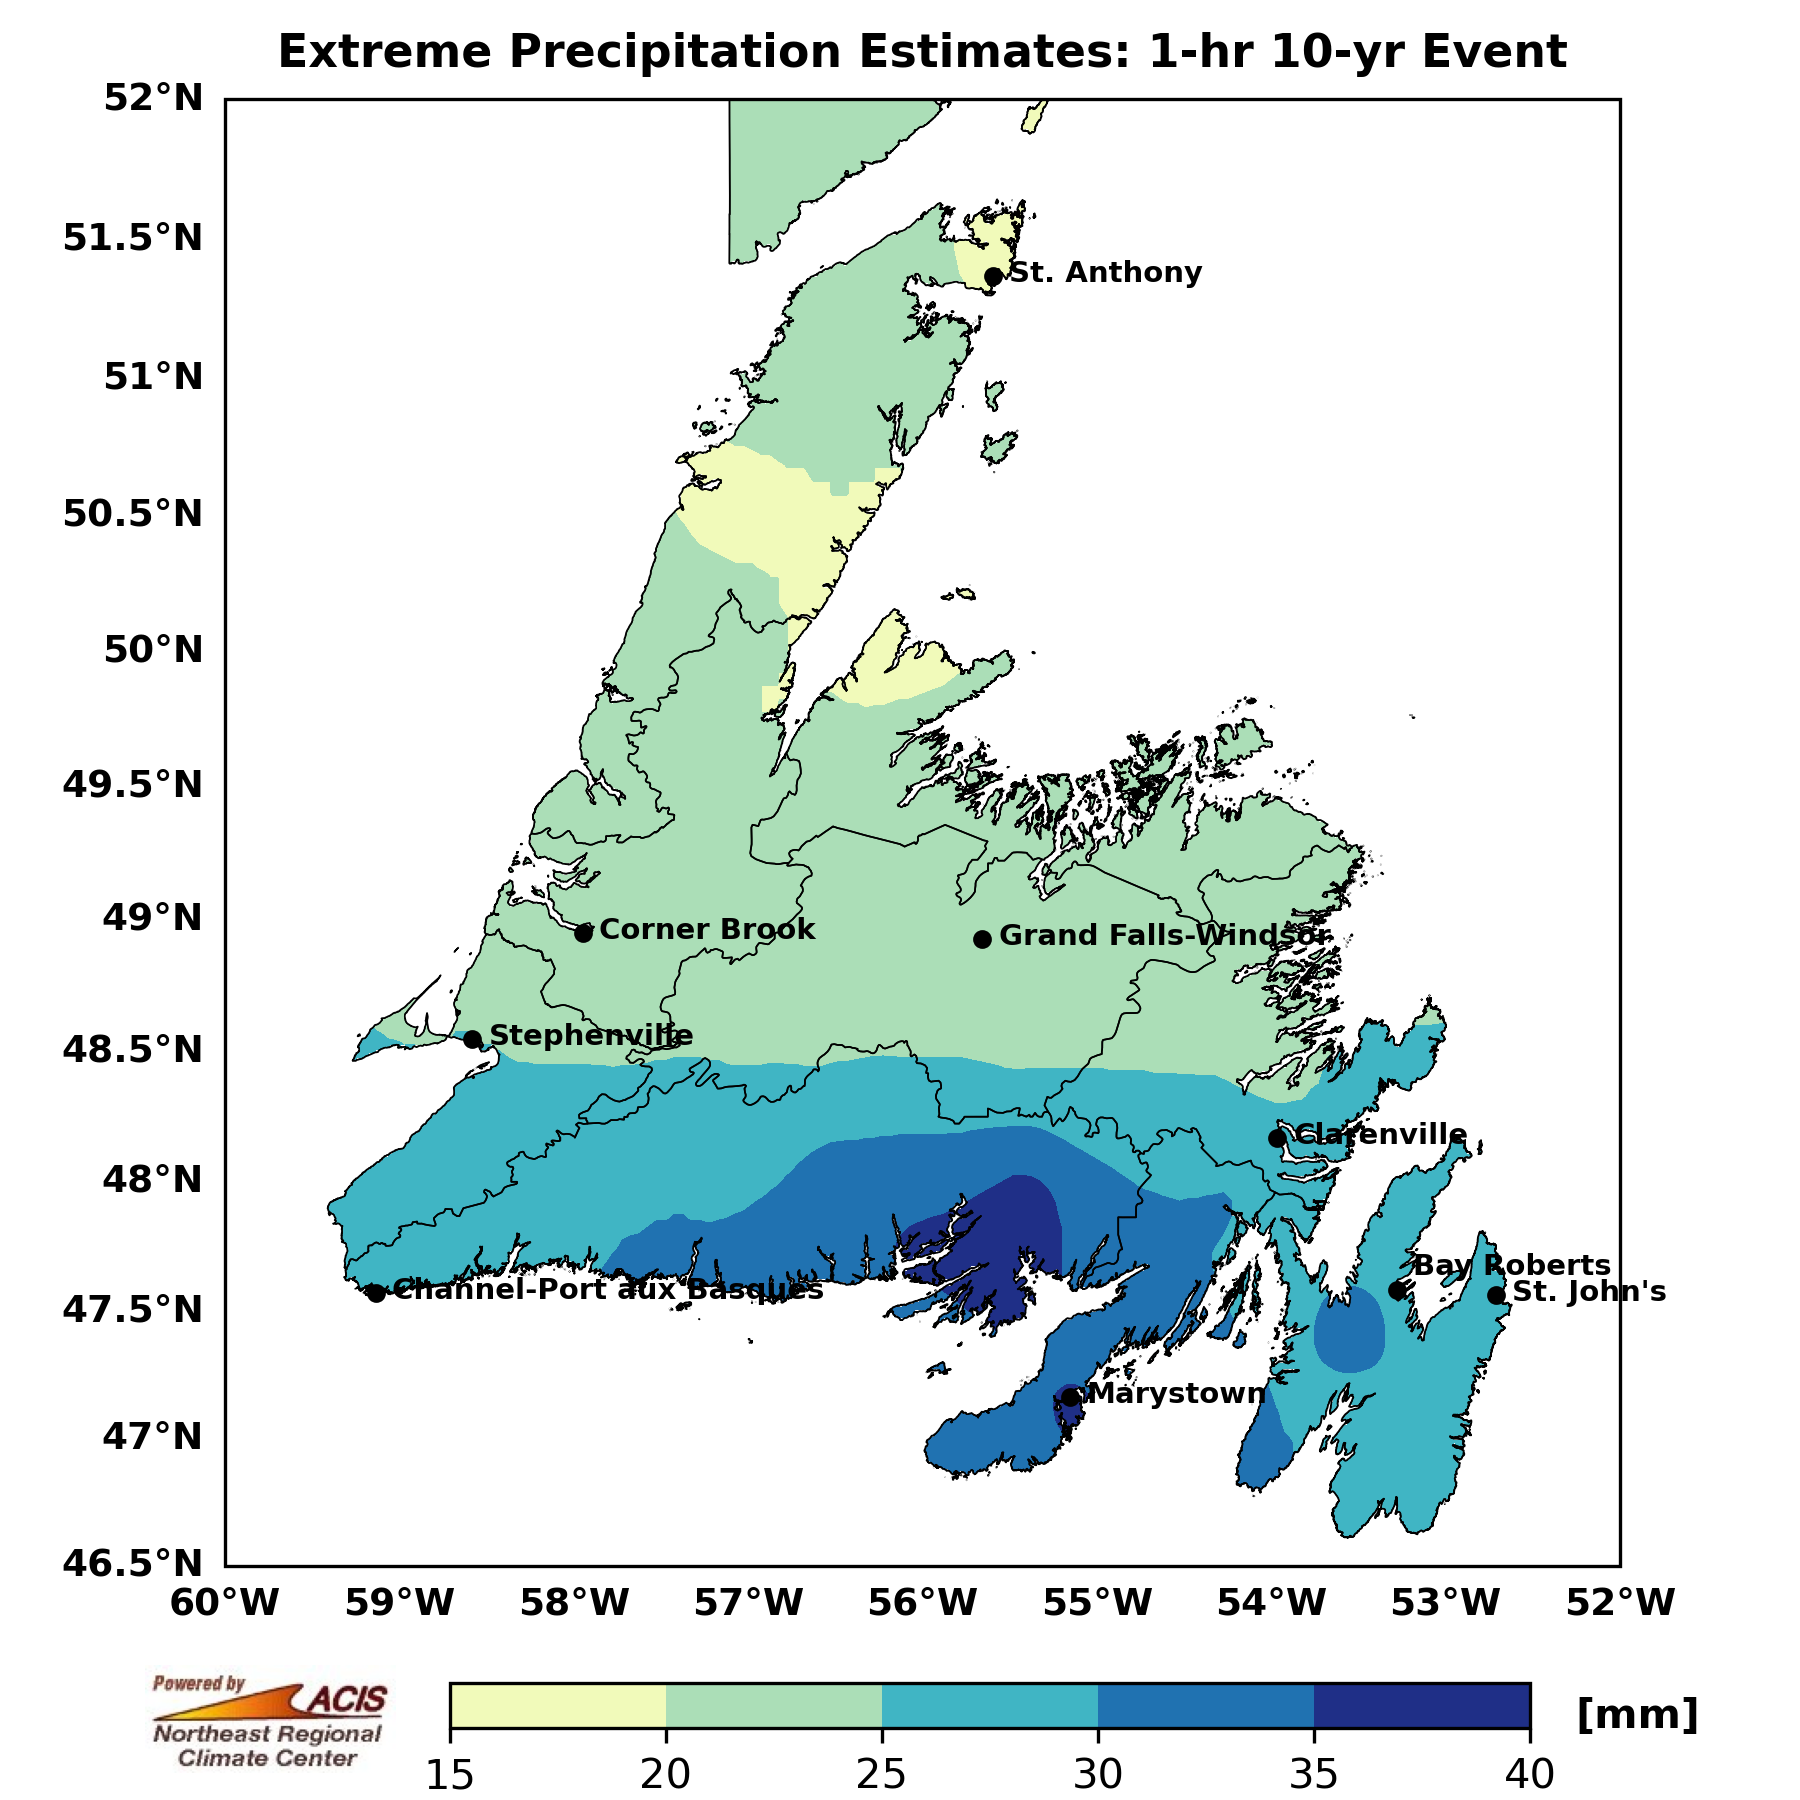 Extreme Precipitation Estimates: 1-hr 10-yr Event
52°N
51.5°N
St. Anthony
51°N
50.5°N
50°N
49.5°N
49°N
Corner Brook
Grand Falls-Windsor
Stephenville
48.5°N
Clarenville
48°N
Bay Roberts
Channel-Port aux Basques
St. John's
47.5°N
Marystown
47°N
46.5°N
60°W 59°W 58°W 57°W 56°W 55°W 54°W 53°W 52°W
Powered by
ACIS
Northeast Regional
Climate Center
[mm]
15 20 25 30 35 40